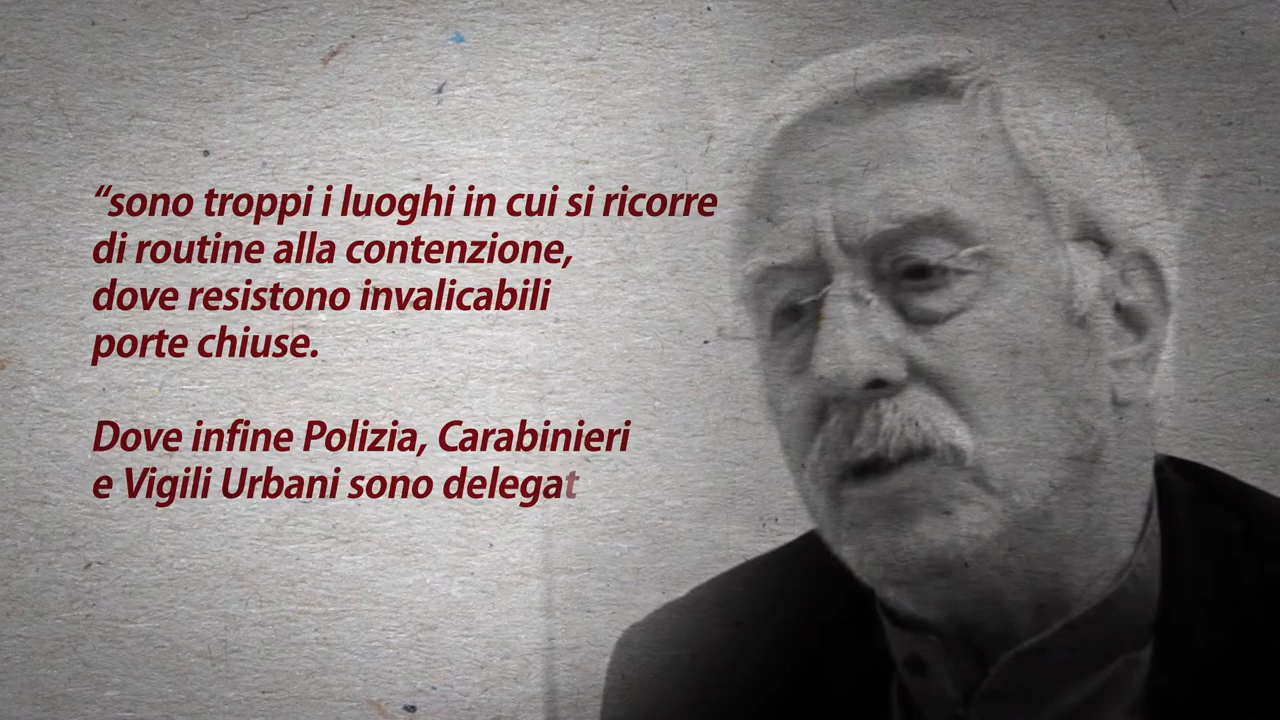 “sono troppi i luoghi in cui si ricorre
di routine alla contenzione,
dove resistono invalicabili
porte chiuse.
Dove infine Polizia, Carabinieri
e Vigili Urbani sono delegat